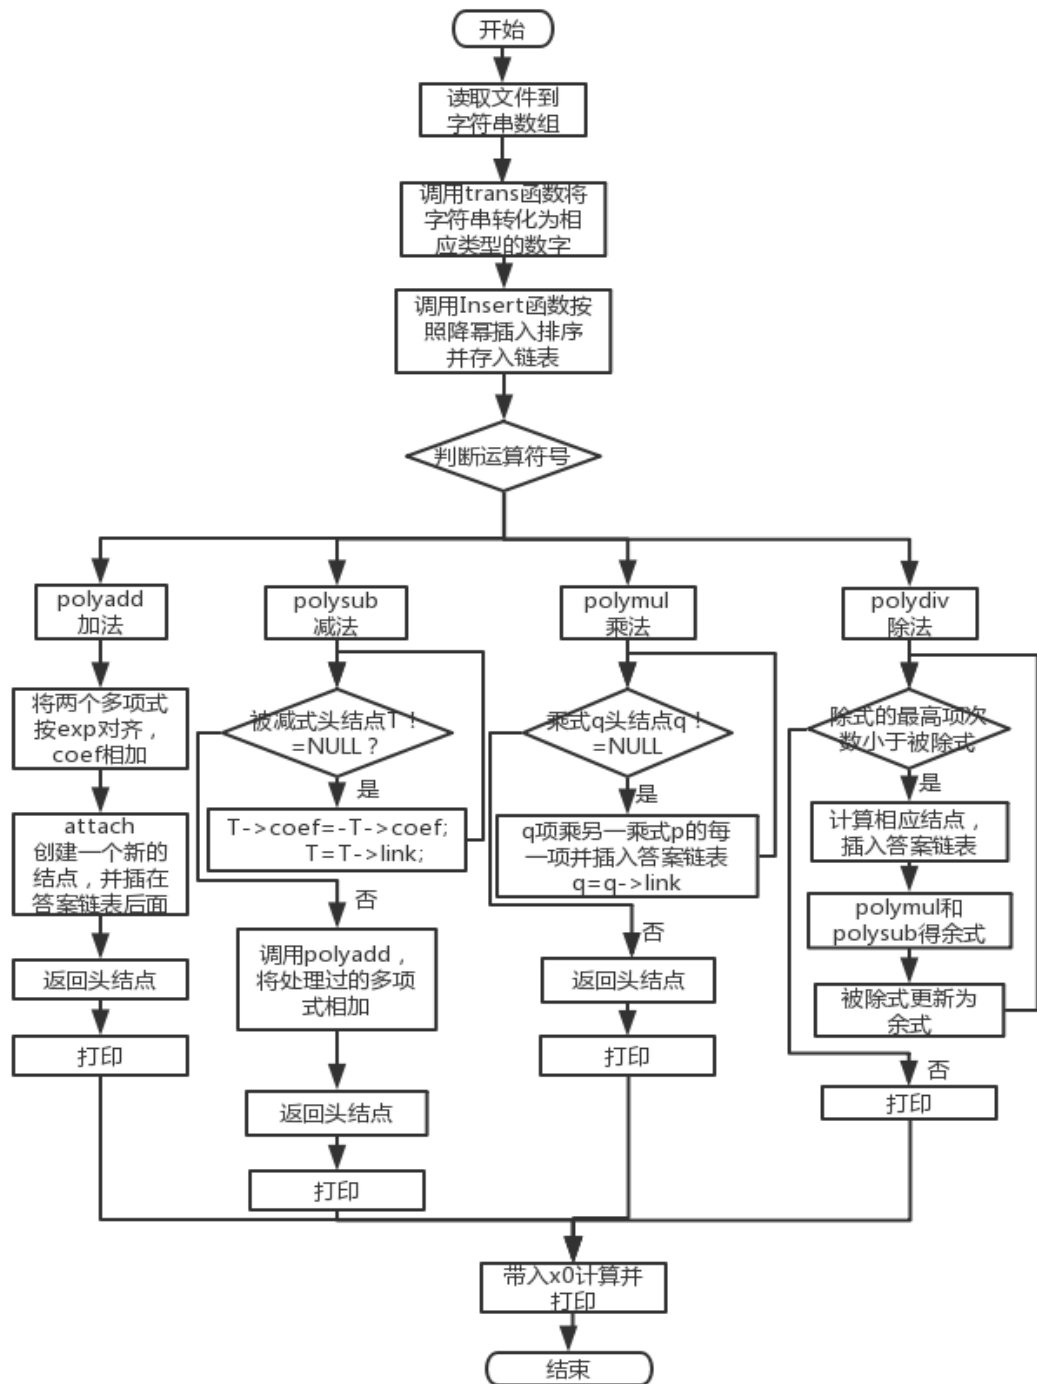 开始
读取文件到
字符串数组
调用trans函数将
字符串转化为相
应类型的数字
调用Insert函数按
照降幂插入排序
并存入链表
判断运算符号
polyadd
加法
将两个多项式
按exp对齐，
coef相加
attach
创建一个新的
结点，并插在
答案链表后面
返回头结点
打印
polysub
减法
被减式头结点T！
=NULL？
是
T->coef=-T->coef;
T=T->link;
否
调用polyadd，
将处理过的多项
式相加
返回头结点
打印
polymul
乘法
乘式q头结点q！
=NULL
是
q项乘另一乘式p的每
一项并插入答案链表
q=q->link
否
返回头结点
打印
polydiv
除法
除式的最高项次
数小于被除式
是
计算相应结点，
插入答案链表
polymul和
polysub得余式
被除式更新为
余式
否
打印
带入x0计算并
打印
结束